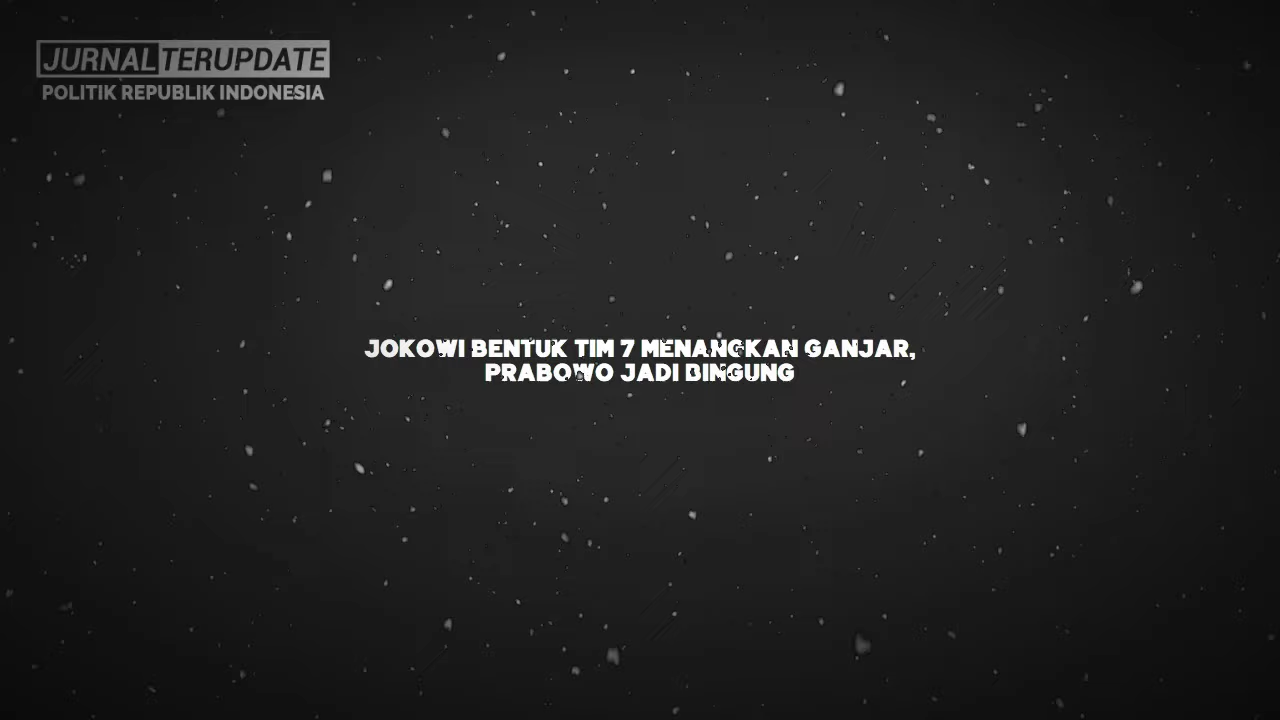 JURNALTERUPDATE
POLITIK REPUBLIK INDONESIA
JOKOWI BENTUK TIM 7 MENANGKAN GANJAR,
PRABOWO JADI BINGUNG